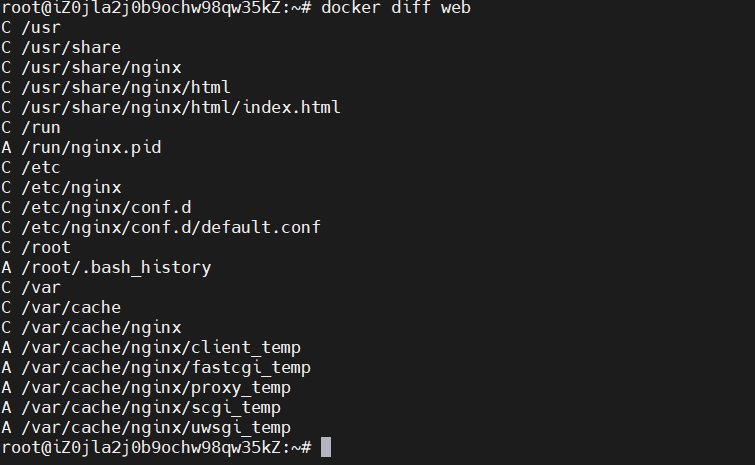 root@iZ0jla2j0b9ochw98qw35kZ:~# docker diff web
C /usr
C /usr/share
C /usr/share/nginx
C /usr/share/nginx/html
C /usr/share/nginx/html/index.html
C /run
A /run/nginx.pid
C /etc
C /etc/nginx
C /etc/nginx/conf.d
C /etc/nginx/conf.d/default.conf
C /root
A /root/.bash_history
C /var
C /var/cache
C /var/cache/nginx
A /var/cache/nginx/client_temp
A /var/cache/nginx/fastcgi_temp
A /var/cache/nginx/proxy_temp
A /var/cache/nginx/scgi_temp
A /var/cache/nginx/uwsgi_temp
root@iZ0jla2j0b9ochw98qw35kZ:~#